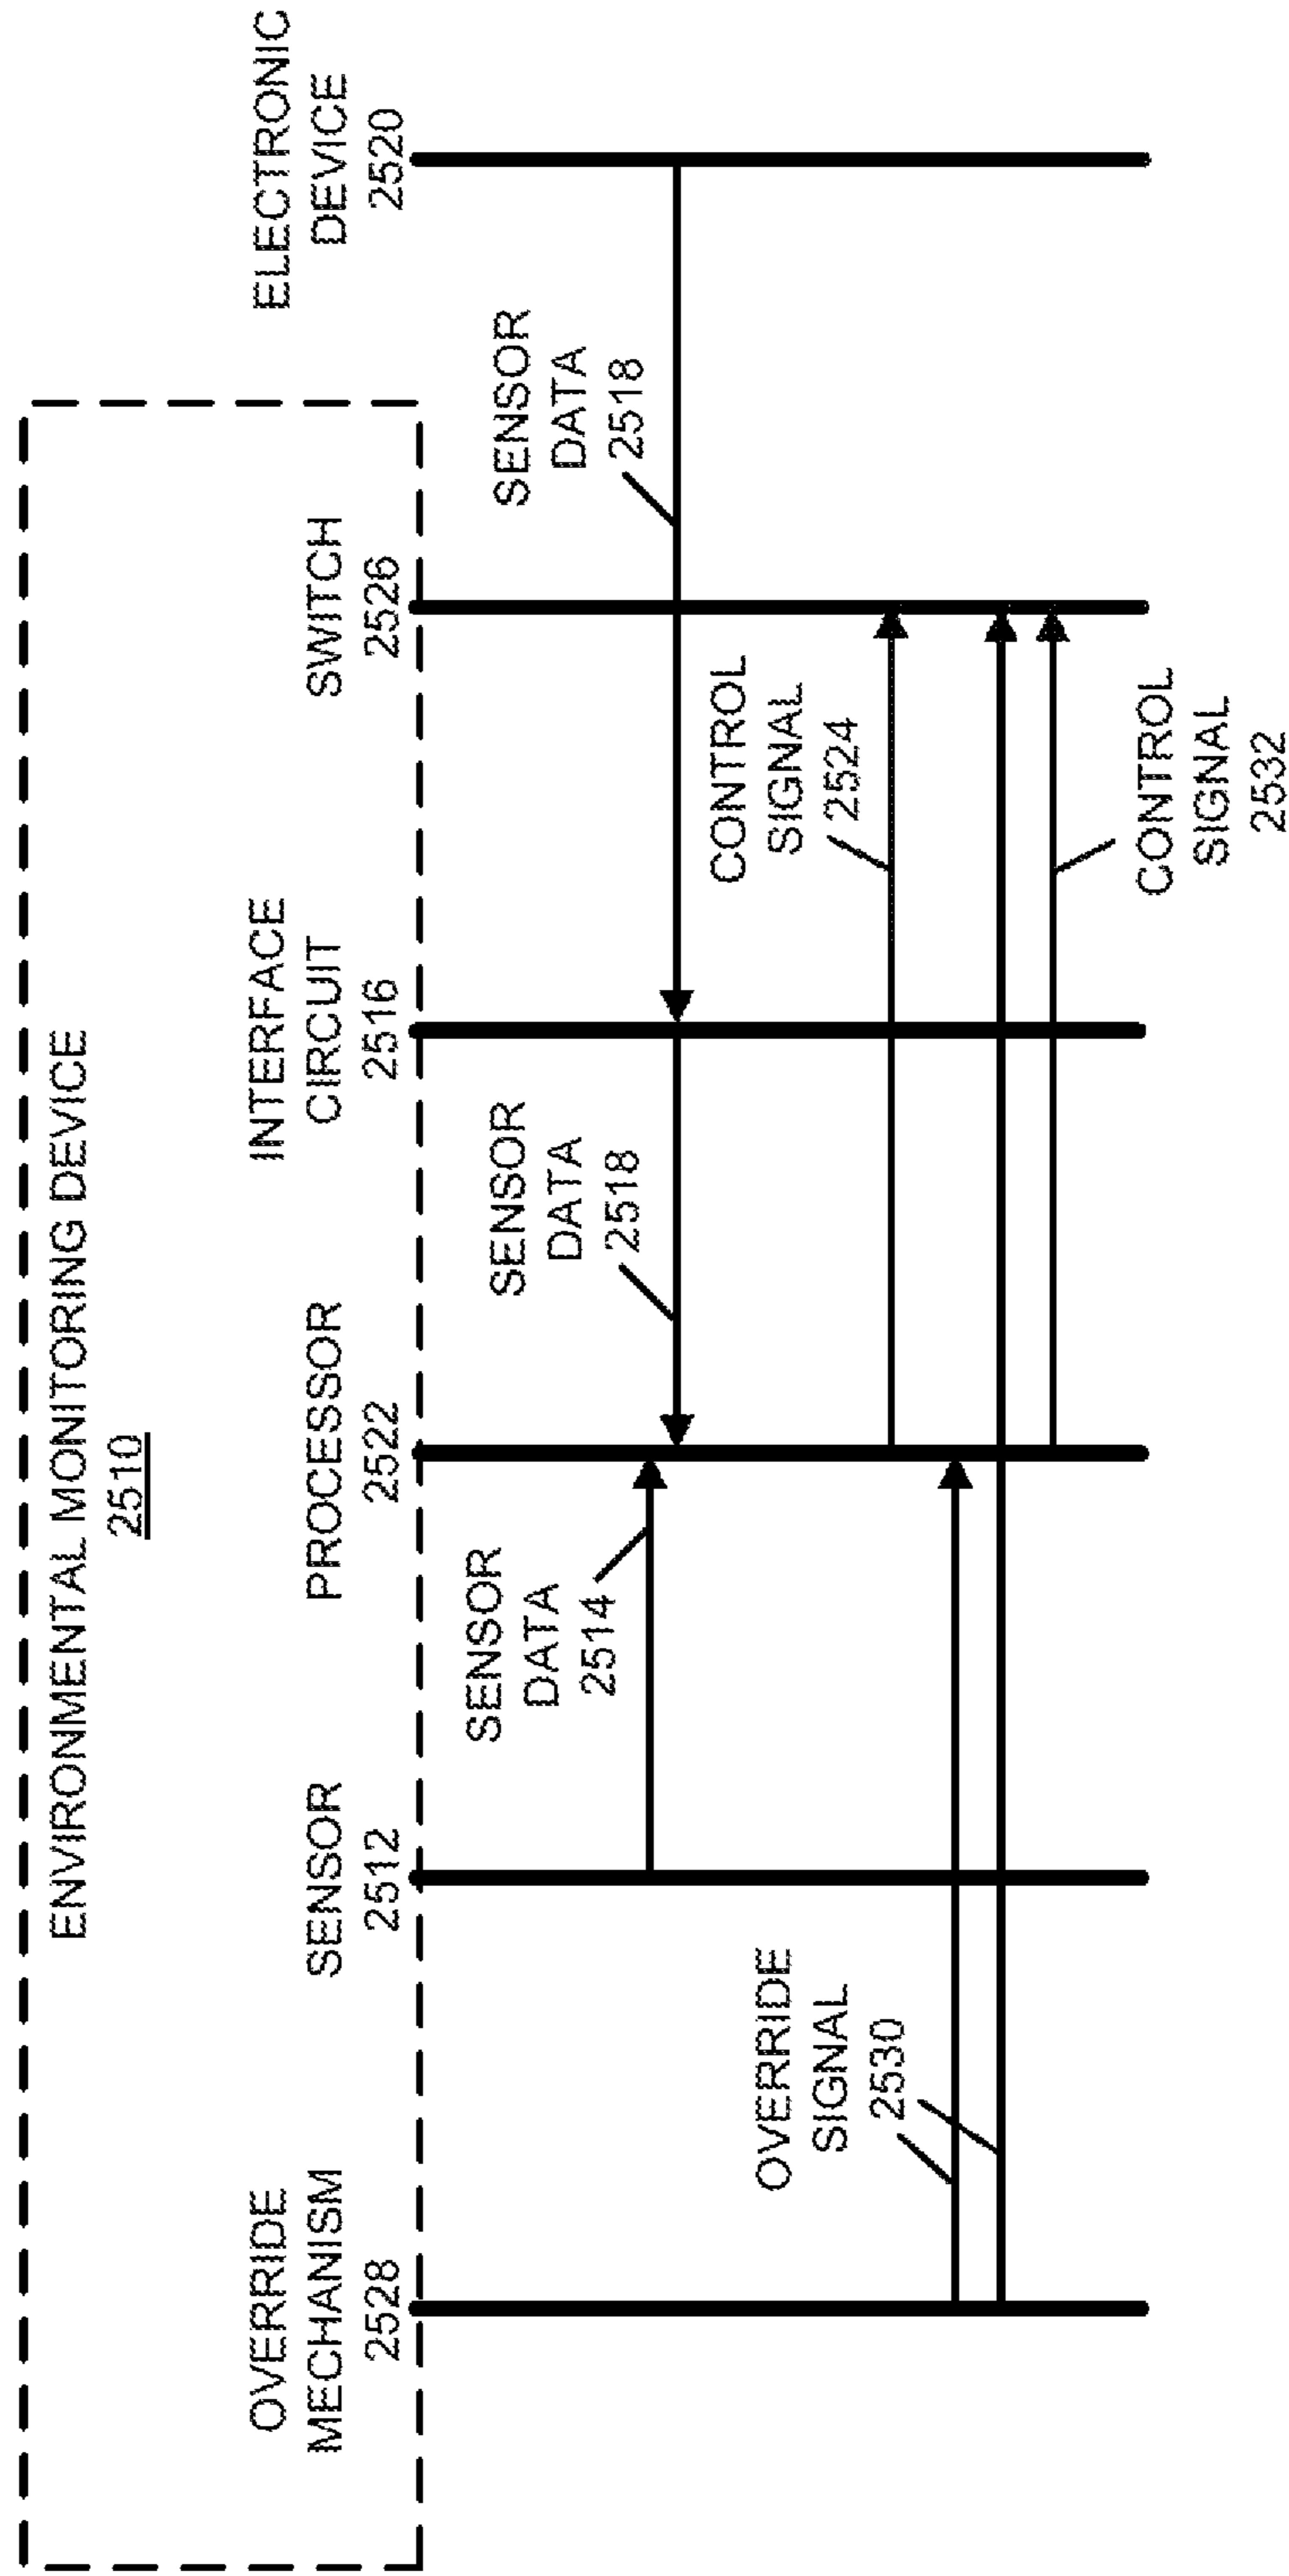 ENVIRONMENTAL MONITORING DEVICE
2510
OVERRIDE
MECHANISM
2528
SENSOR
2512
PROCESSOR
2522
INTERFACE
CIRCUIT
2516
SWITCH
2526
ELECTRONIC
DEVICE
2520
SENSOR
DATA
2514
SENSOR
DATA
2518
SENSOR
DATA
2518
OVERRIDE
SIGNAL
2530
CONTROL
SIGNAL
2524
CONTROL
SIGNAL
2532